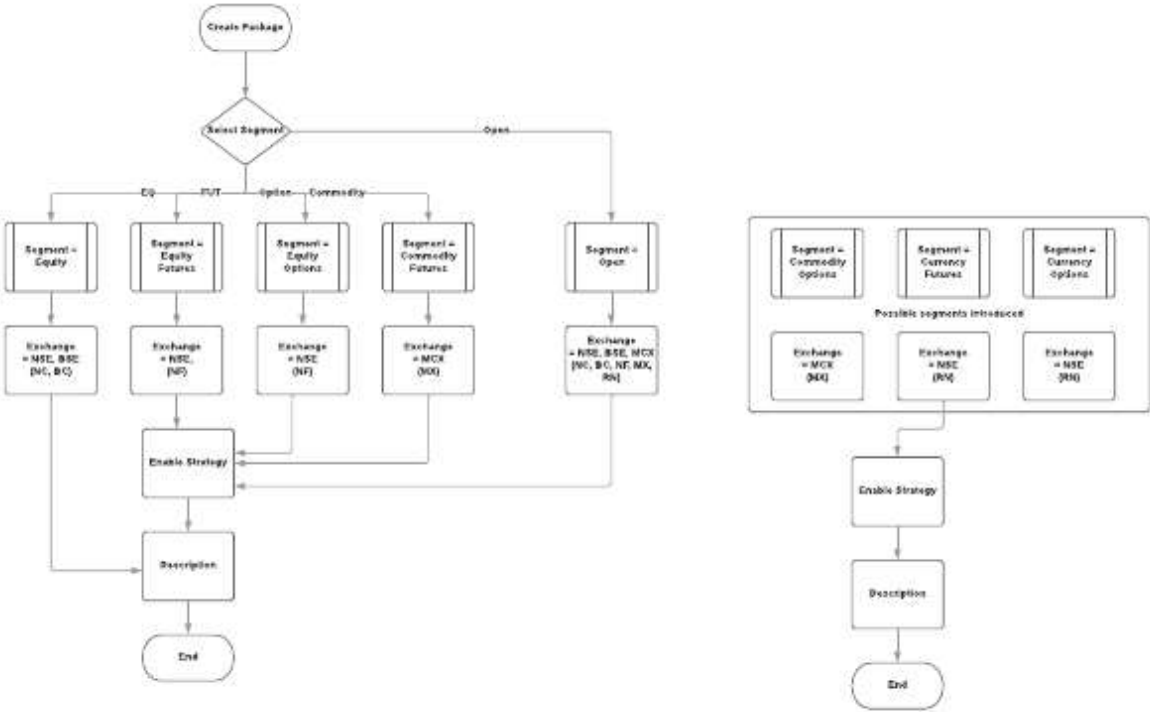 Create Package
Select Segment
Open
EQ
FUT
Option
Commodity
Segment =
Equity
Segment =
Equity
Futures
Segment =
Equity
Options
Segment =
Commodity
Futures
Segment =
Open
Exchange
= NSE, BSE
(NC, BC)
Exchange
= NSE,
(NF)
Exchange
= NSE
(NF)
Exchange
= MCX
(MX)
Exchange
= NSE, BSE, MCX
(NC, BC, NF, MX,
RN)
Enable Strategy
Description
End
Segment =
Commodity
Options
Segment =
Currency
Futures
Segment =
Currency
Options
Possible segments introduced
Exchange
= MCX
(MX)
Exchange
= NSE
(RN)
Exchange
= NSE
(RN)
Enable Strategy
Description
End